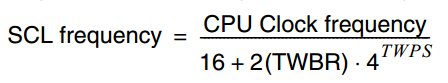 SCL frequency = CPU Clock frequency / 16 + 2(TWBR) · 4^TWPS